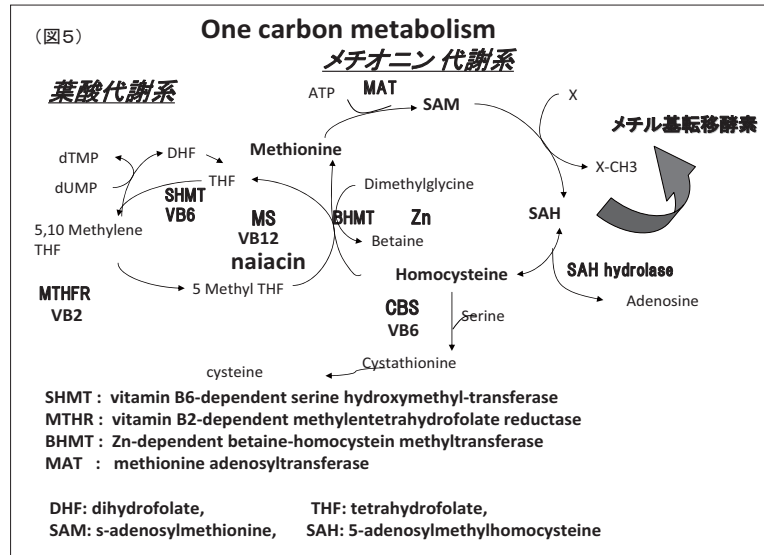 (図5)
One carbon metabolism
メチオニン 代謝系
葉酸代謝系
ATP
MAT
SAM
X
メチル基転移酵素
dTMP
DHF
Methionine
X-CH3
dUMP
THF
Dimethylglycine
SHMT
VB6
5,10 Methylene
THF
MS
VB12
BHMT
Zn
SAH
Betaine
naiacin
Homocysteine
SAH hydrolase
MTHFR
VB2
5 Methyl THF
Adenosine
CBS
VB6
Serine
Cystathionine
cysteine
SHMT : vitamin B6-dependent serine hydroxymethyl-transferase
MTHR : vitamin B2-dependent methylentetrahydrofolate reductase
BHMT : Zn-dependent betaine-homocystein methyltransferase
MAT : methionine adenosyltransferase
DHF: dihydrofolate, THF: tetrahydrofolate,
SAM: s-adenosylmethionine, SAH: 5-adenosylmethylhomocysteine